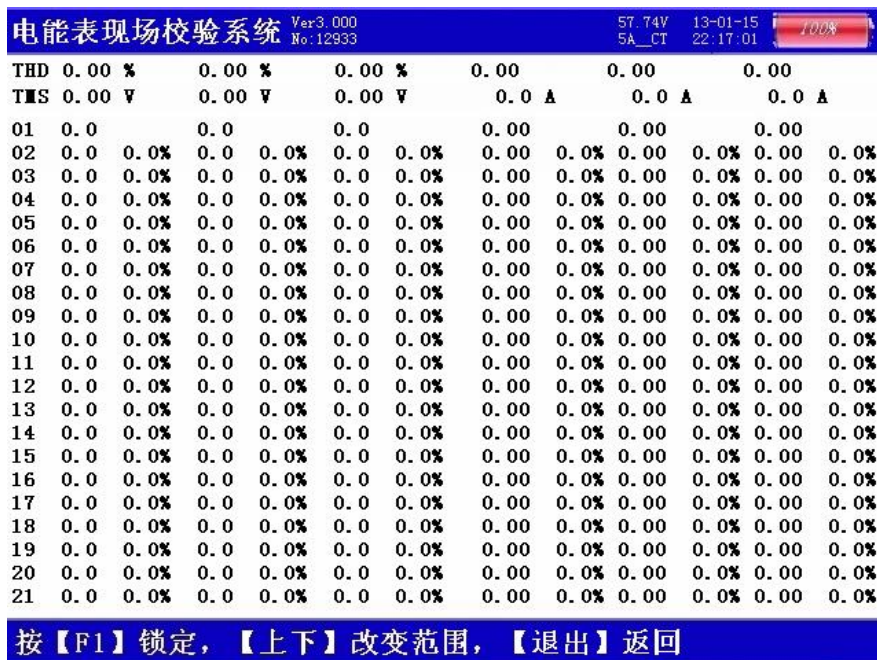 电能表现场校验系统 Ver3.000 57.74V 13-01-15 100%
No:12933 5A__CT 22:17:01
THD 0.00 % 0.00 % 0.00 % 0.00 0.00 0.00
TMS 0.00 V 0.00 V 0.00 V 0.0 A 0.0 A 0.0 A
01 0.0 0.0 0.0 0.00 0.00 0.00
02 0.0 0.0% 0.0 0.0% 0.0 0.0% 0.00 0.0% 0.00 0.0% 0.00 0.0%
03 0.0 0.0% 0.0 0.0% 0.0 0.0% 0.00 0.0% 0.00 0.0% 0.00 0.0%
04 0.0 0.0% 0.0 0.0% 0.0 0.0% 0.00 0.0% 0.00 0.0% 0.00 0.0%
05 0.0 0.0% 0.0 0.0% 0.0 0.0% 0.00 0.0% 0.00 0.0% 0.00 0.0%
06 0.0 0.0% 0.0 0.0% 0.0 0.0% 0.00 0.0% 0.00 0.0% 0.00 0.0%
07 0.0 0.0% 0.0 0.0% 0.0 0.0% 0.00 0.0% 0.00 0.0% 0.00 0.0%
08 0.0 0.0% 0.0 0.0% 0.0 0.0% 0.00 0.0% 0.00 0.0% 0.00 0.0%
09 0.0 0.0% 0.0 0.0% 0.0 0.0% 0.00 0.0% 0.00 0.0% 0.00 0.0%
10 0.0 0.0% 0.0 0.0% 0.0 0.0% 0.00 0.0% 0.00 0.0% 0.00 0.0%
11 0.0 0.0% 0.0 0.0% 0.0 0.0% 0.00 0.0% 0.00 0.0% 0.00 0.0%
12 0.0 0.0% 0.0 0.0% 0.0 0.0% 0.00 0.0% 0.00 0.0% 0.00 0.0%
13 0.0 0.0% 0.0 0.0% 0.0 0.0% 0.00 0.0% 0.00 0.0% 0.00 0.0%
14 0.0 0.0% 0.0 0.0% 0.0 0.0% 0.00 0.0% 0.00 0.0% 0.00 0.0%
15 0.0 0.0% 0.0 0.0% 0.0 0.0% 0.00 0.0% 0.00 0.0% 0.00 0.0%
16 0.0 0.0% 0.0 0.0% 0.0 0.0% 0.00 0.0% 0.00 0.0% 0.00 0.0%
17 0.0 0.0% 0.0 0.0% 0.0 0.0% 0.00 0.0% 0.00 0.0% 0.00 0.0%
18 0.0 0.0% 0.0 0.0% 0.0 0.0% 0.00 0.0% 0.00 0.0% 0.00 0.0%
19 0.0 0.0% 0.0 0.0% 0.0 0.0% 0.00 0.0% 0.00 0.0% 0.00 0.0%
20 0.0 0.0% 0.0 0.0% 0.0 0.0% 0.00 0.0% 0.00 0.0% 0.00 0.0%
21 0.0 0.0% 0.0 0.0% 0.0 0.0% 0.00 0.0% 0.00 0.0% 0.00 0.0%
按【F1】锁定，【上下】改变范围，【退出】返回